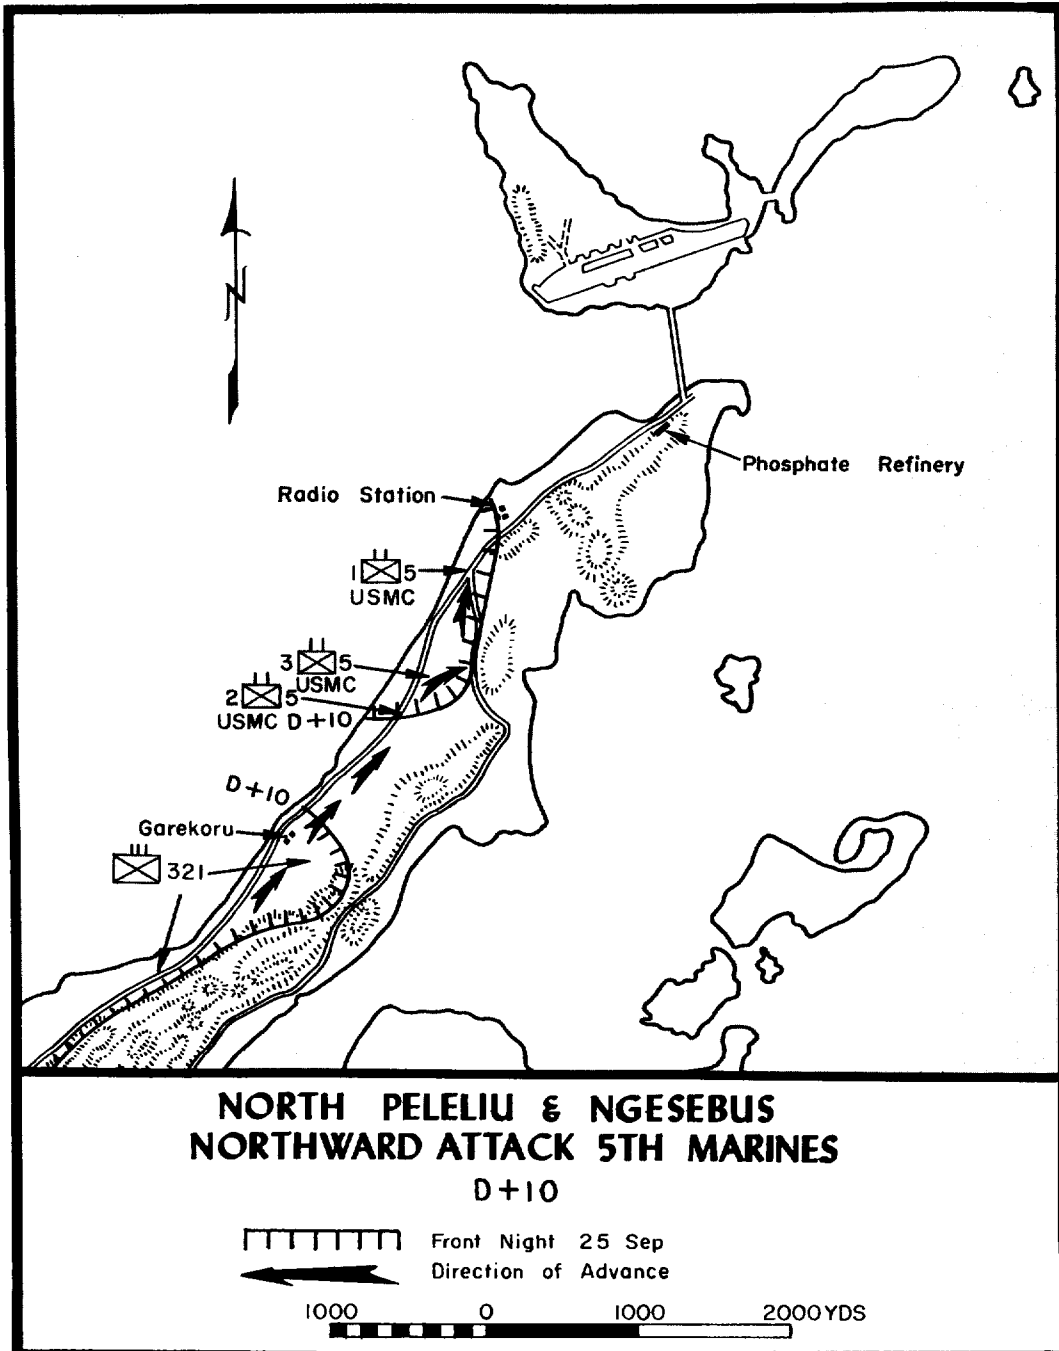 N
Phosphate Refinery
Radio Station
1 5
USMC
3 5
USMC
2 5
USMC D+10
D+10
Garekoru
321
NORTH PELELIU & NGESEBUS
NORTHWARD ATTACK 5TH MARINES
D+10
Front Night 25 Sep
Direction of Advance
1000 0 1000 2000 YDS